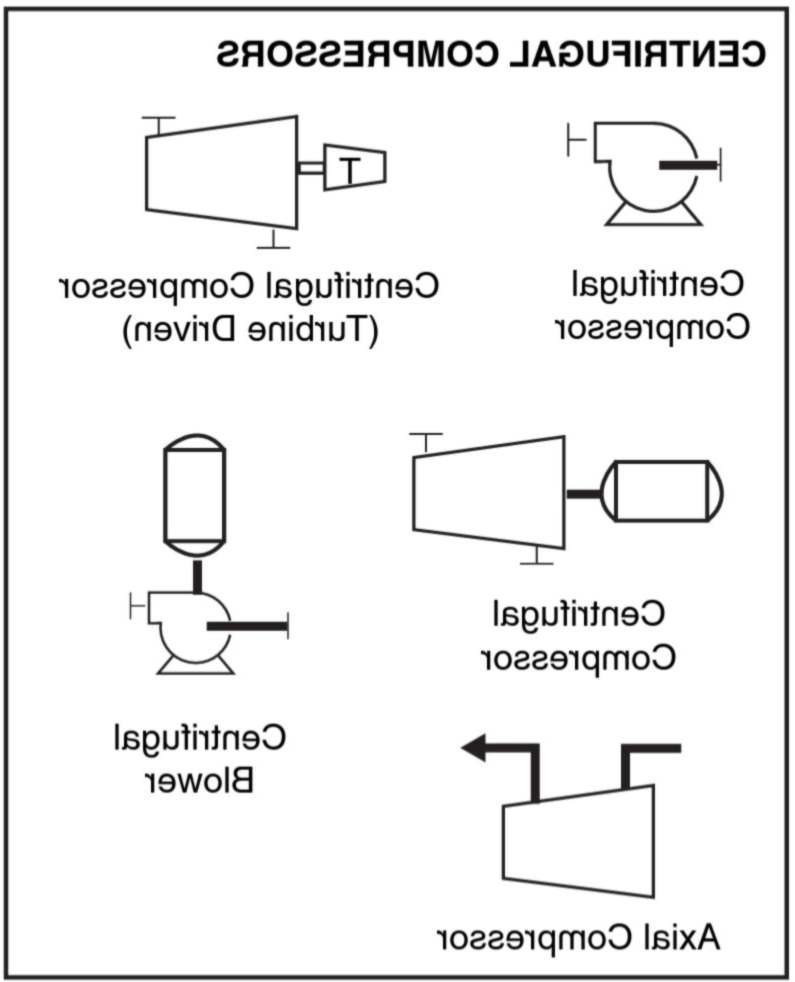 CENTRIFUGAL COMPRESSORS
T
Centrifugal
Compressor
Centrifugal Compressor
(Turbine Driven)
Centrifugal
Compressor
Centrifugal
Blower
Axial Compressor